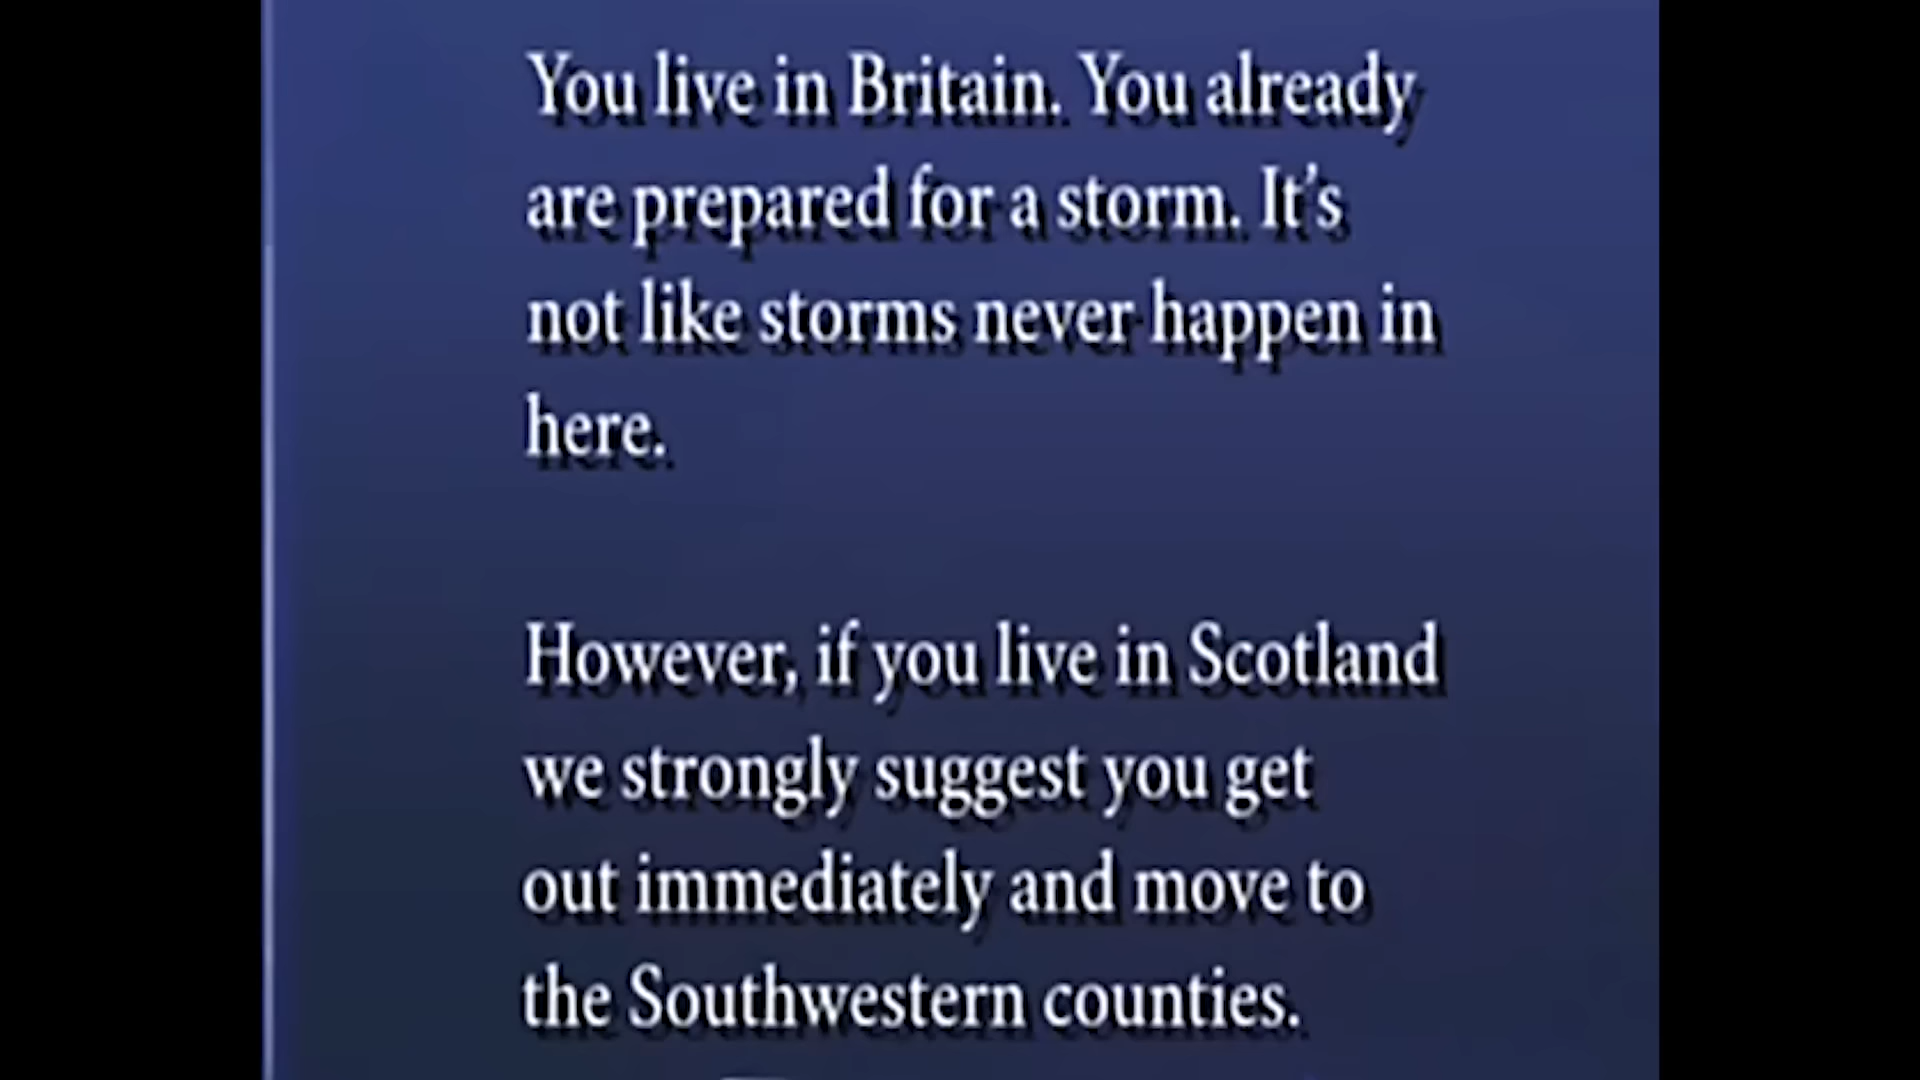 You live in Britain. You already
are prepared for a storm. It’s
not like storms never happen in
here.
However, if you live in Scotland
we strongly suggest you get
out immediately and move to
the Southwestern counties.